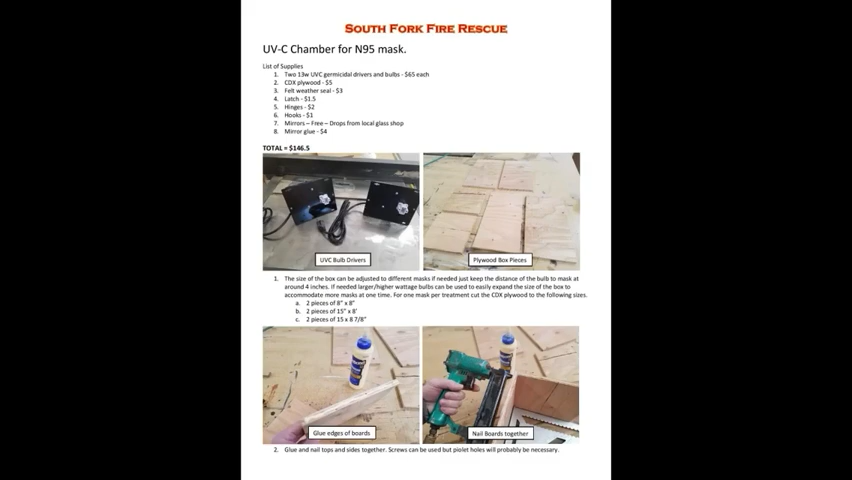 SOUTH FORK FIRE RESCUE
UV-C Chamber for N95 mask.
List of Supplies
1. Two 13w UVC germicidal drivers and bulbs - $65 each
2. CDX plywood - $5
3. Felt weather seal - $3
4. Latch - $1.5
5. Hinges - $2
6. Hooks - $1
7. Mirrors – Free – Drops from local glass shop
8. Mirror glue - $4
TOTAL = $146.5
UVC Bulb Drivers
Plywood Box Pieces
1. The size of the box can be adjusted to different masks if needed just keep the distance of the bulb to mask at
around 4 inches. If needed larger/higher wattage bulbs can be used to easily expand the size of the box to
accommodate more masks at one time. For one mask per treatment cut the CDX plywood to the following sizes.
a. 2 pieces of 8" x 8"
b. 2 pieces of 15" x 8'
c. 2 pieces of 15 x 8 7/8"
Glue edges of boards
Nail Boards together
2. Glue and nail tops and sides together. Screws can be used but piolet holes will probably be necessary.